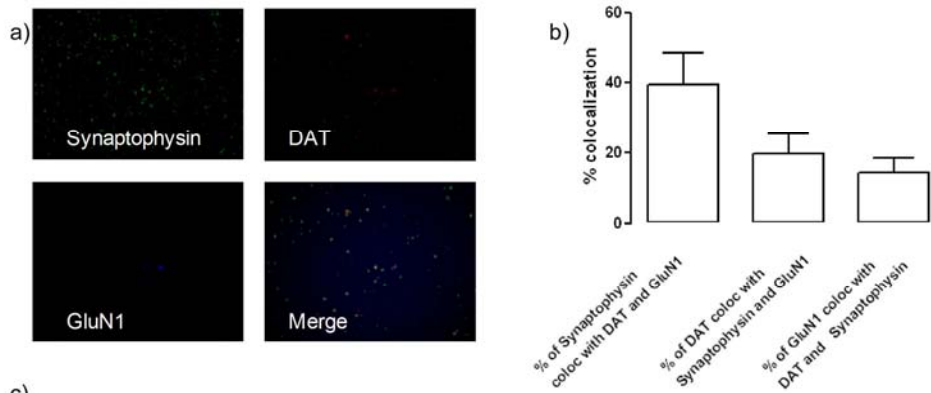 a)
Synaptophysin
DAT
GluN1
Merge
b)
% colocalization
60
40
20
0
% of Synaptophysin
coloc with DAT and GluN1
% of DAT coloc with
Synaptophysin and GluN1
% of GluN1 coloc with
DAT and Synaptophysin
c)